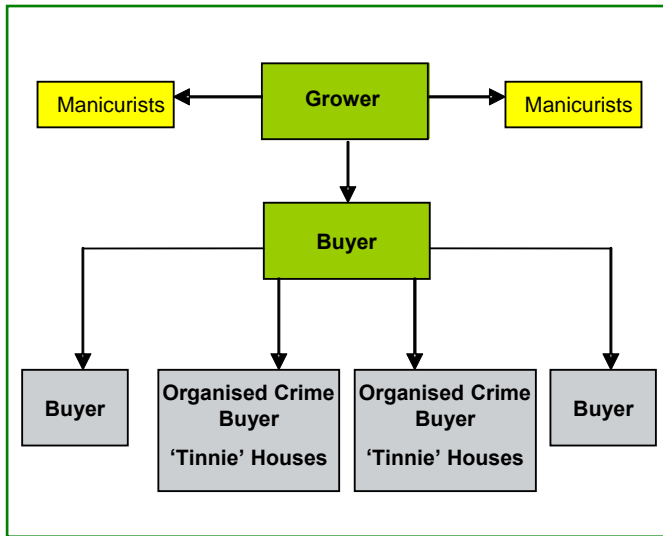 Manicurists
Grower
Manicurists
Buyer
Buyer
Organised Crime
Buyer
‘Tinnie’ Houses
Organised Crime
Buyer
‘Tinnie’ Houses
Buyer